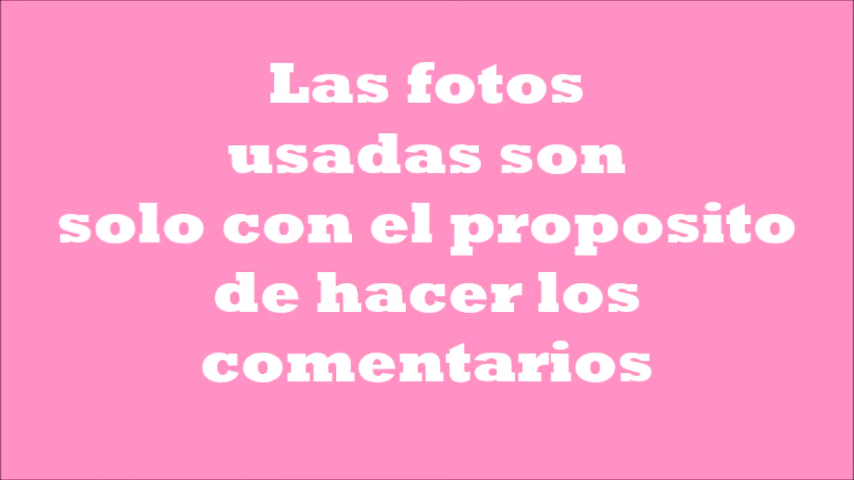 Las fotos
usadas son
solo con el proposito
de hacer los
comentarios